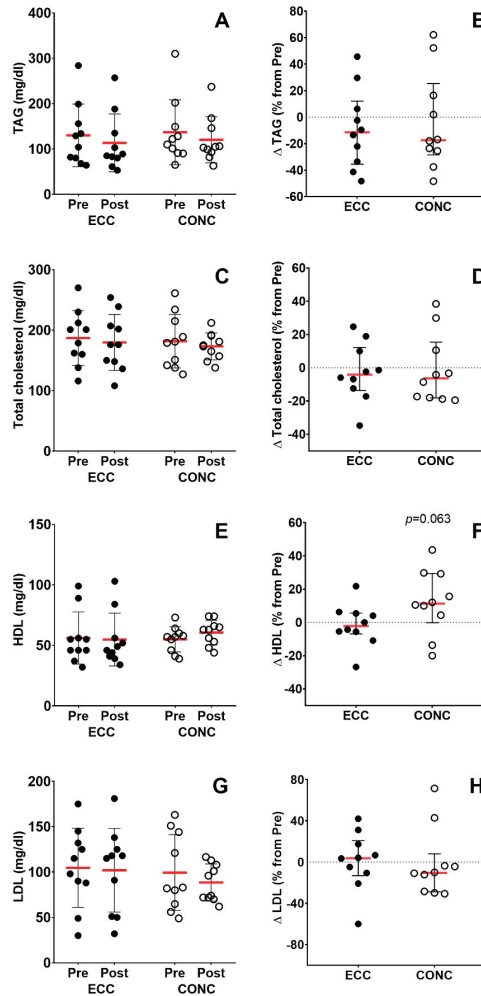 A
TAG (mg/dl)
400
300
200
100
0
Pre Post Pre Post
ECC CONC
B
Δ TAG (% from Pre)
60
40
20
0
-20
-40
-60
ECC CONC
C
Total cholesterol (mg/dl)
300
200
100
0
Pre Post Pre Post
ECC CONC
D
Δ Total cholesterol (% from Pre)
60
40
20
0
-20
-40
ECC CONC
E
HDL (mg/dl)
150
100
50
0
Pre Post Pre Post
ECC CONC
F
p=0.063
Δ HDL (% from Pre)
60
40
20
0
-20
-40
ECC CONC
G
LDL (mg/dl)
200
150
100
50
0
Pre Post Pre Post
ECC CONC
H
Δ LDL (% from Pre)
80
40
0
-40
-80
ECC CONC